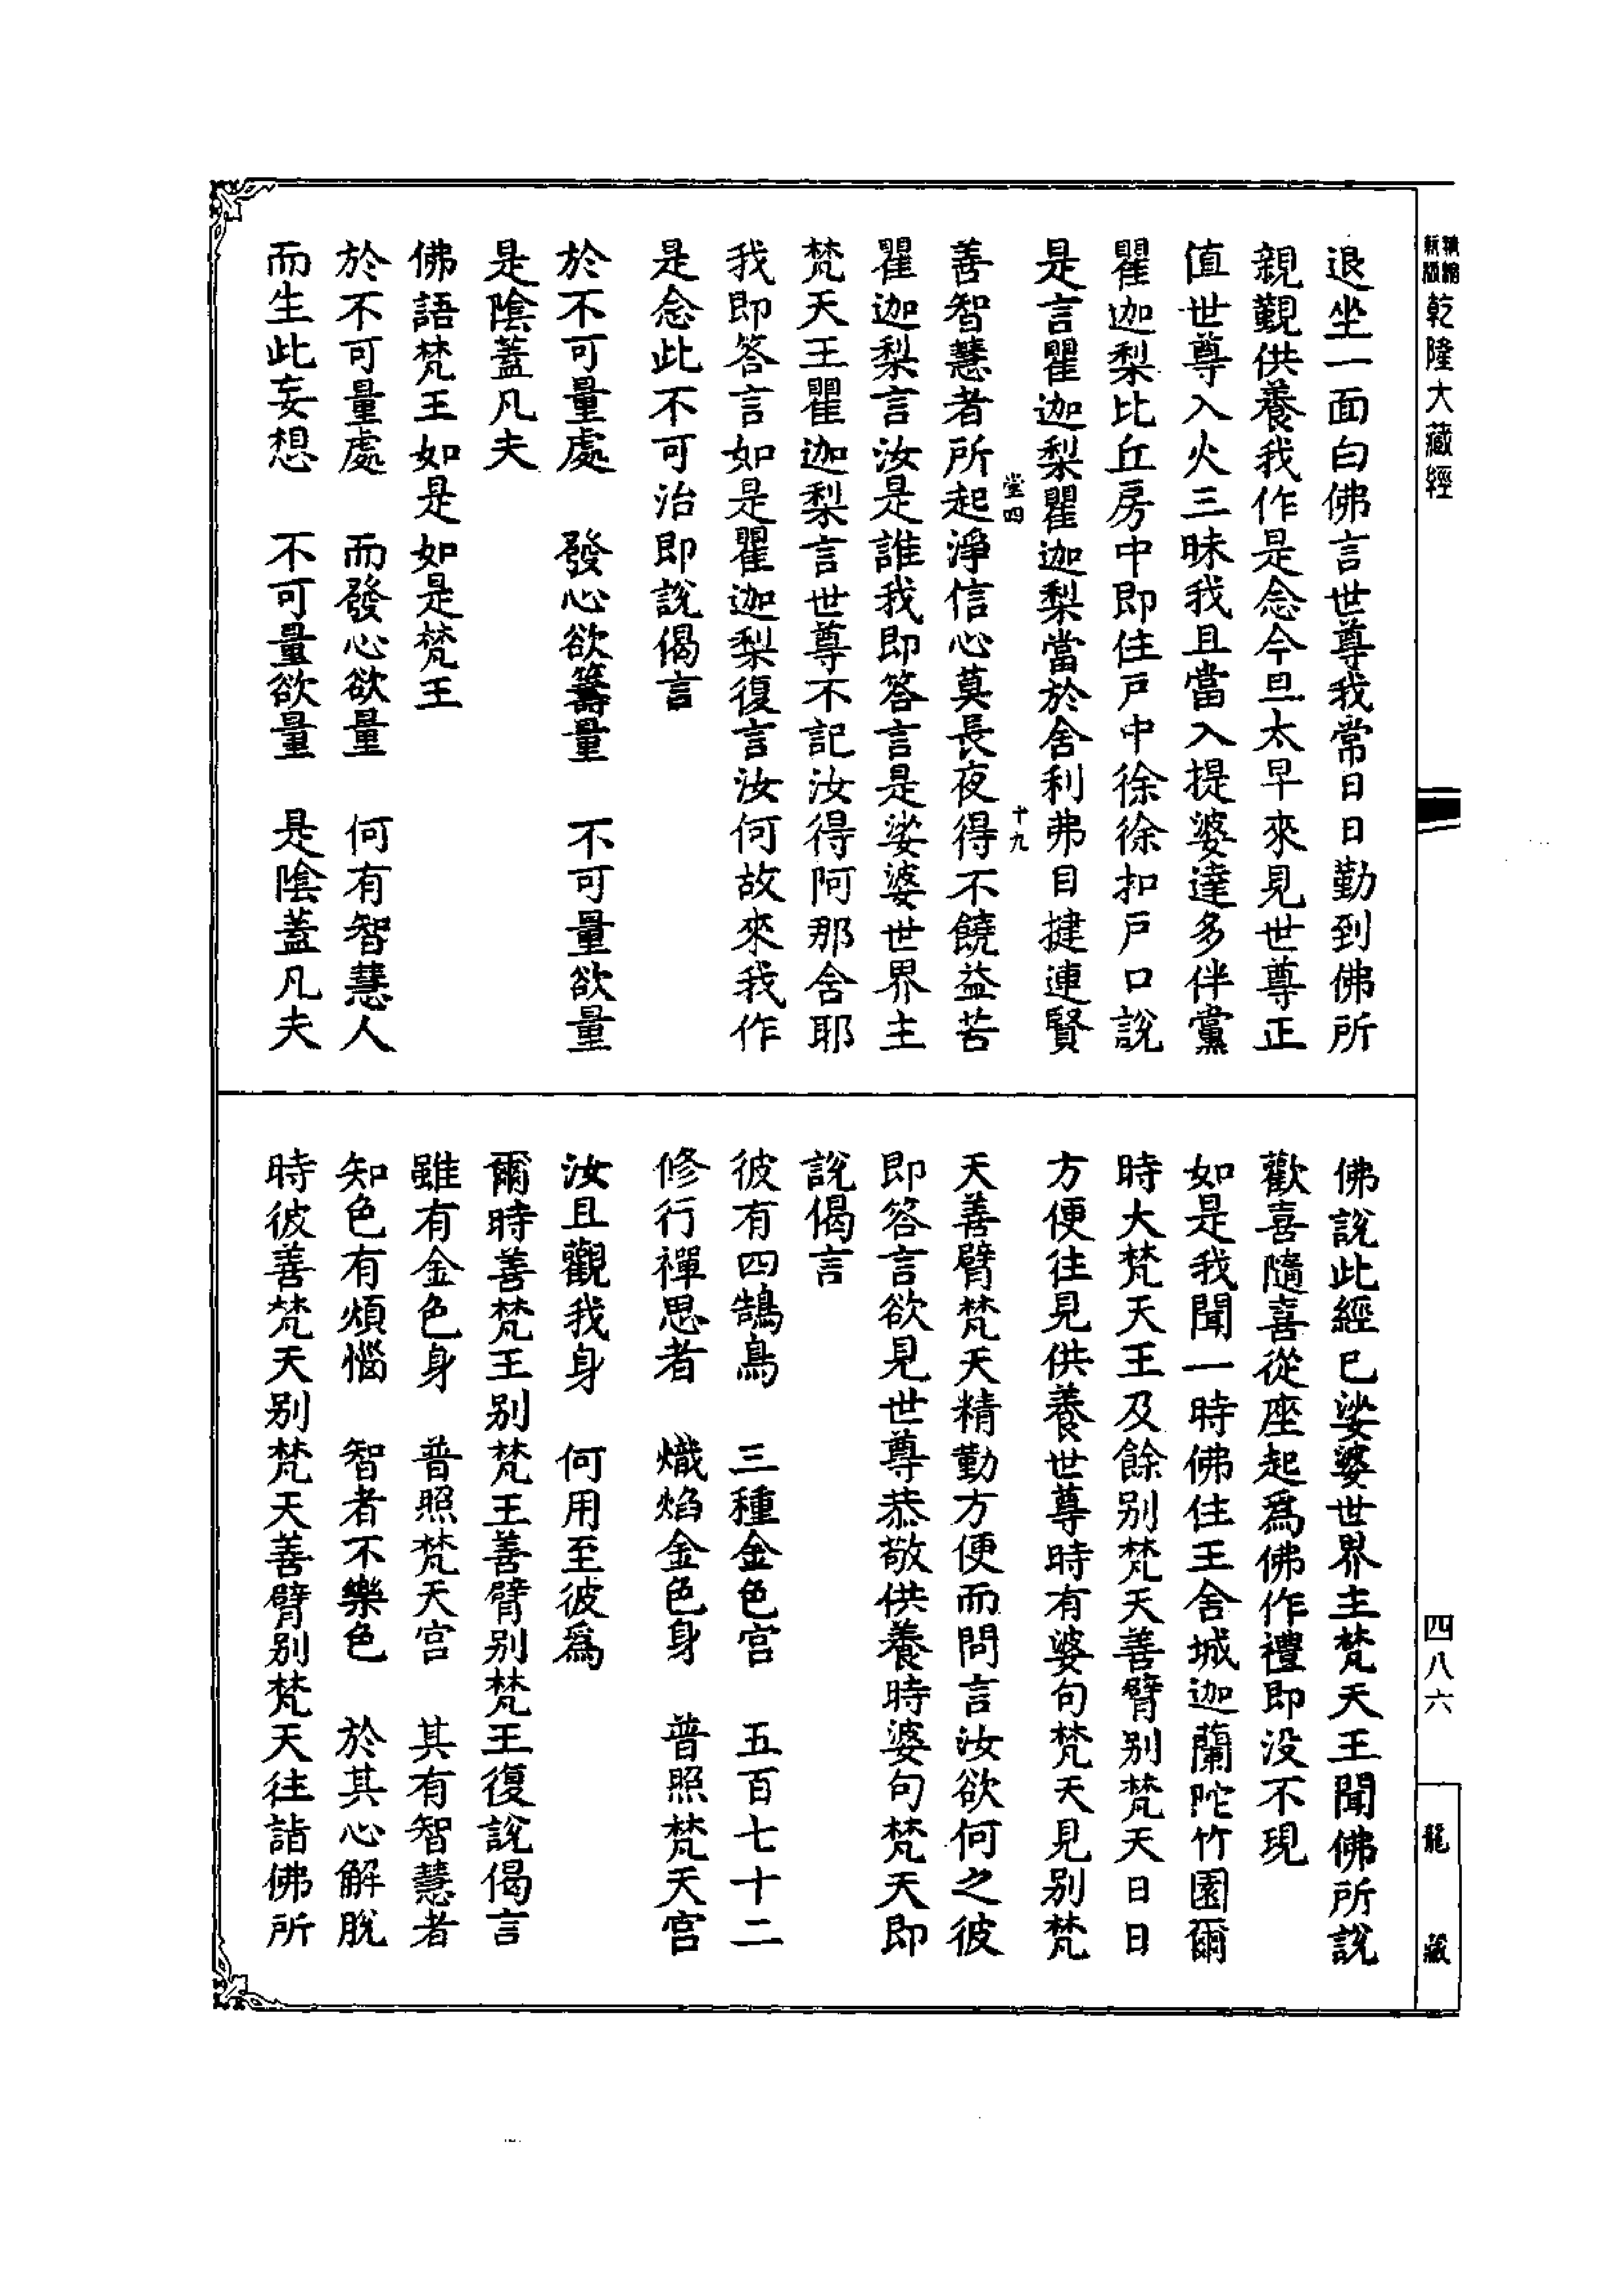 乾隆大藏經
退坐一面白佛言世尊我常日日勤到佛所
親覲供養我作是念今旦太早來見世尊正
值世尊入火三昧我且當入提婆達多伴黨
瞿迦梨比丘房中即住戶中徐徐扣戶口說
是言瞿迦梨瞿迦梨當於舍利弗目揵連賢
堂四
十九
善智慧者所起淨信心莫長夜得不饒益苦
瞿迦梨言汝是誰我即答言是娑婆世界主
梵天王瞿迦梨言世尊不記汝得阿那舍耶
我即答言如是瞿迦梨復言汝何故來我作
是念此不可治即說偈言
於不可量處　發心欲籌量　不可量欲量
是陰蓋凡夫
佛語梵王如是如是梵王
於不可量處　而發心欲量　何有智慧人
而生此妄想　不可量欲量　是陰蓋凡夫
佛說此經已娑婆世界主梵天王聞佛所說
歡喜隨喜從座起爲佛作禮即沒不現
如是我聞一時佛住王舍城迦蘭陀竹園爾
時大梵天王及餘別梵天善臂別梵天日日
方便往見供養世尊時有婆句梵天見別梵
天善臂梵天精勤方便而問言汝欲何之彼
即答言欲見世尊恭敬供養時婆句梵天即
說偈言
彼有四鵠鳥　三種金色宮　五百七十二
修行禪思者　熾焰金色身　普照梵天宮
汝且觀我身　何用至彼爲
爾時善梵王別梵王善臂別梵王復說偈言
雖有金色身　普照梵天宮　其有智慧者
知色有煩惱　智者不樂色　於其心解脫
時彼善梵天別梵天善臂別梵天往詣佛所
四八六
龍藏